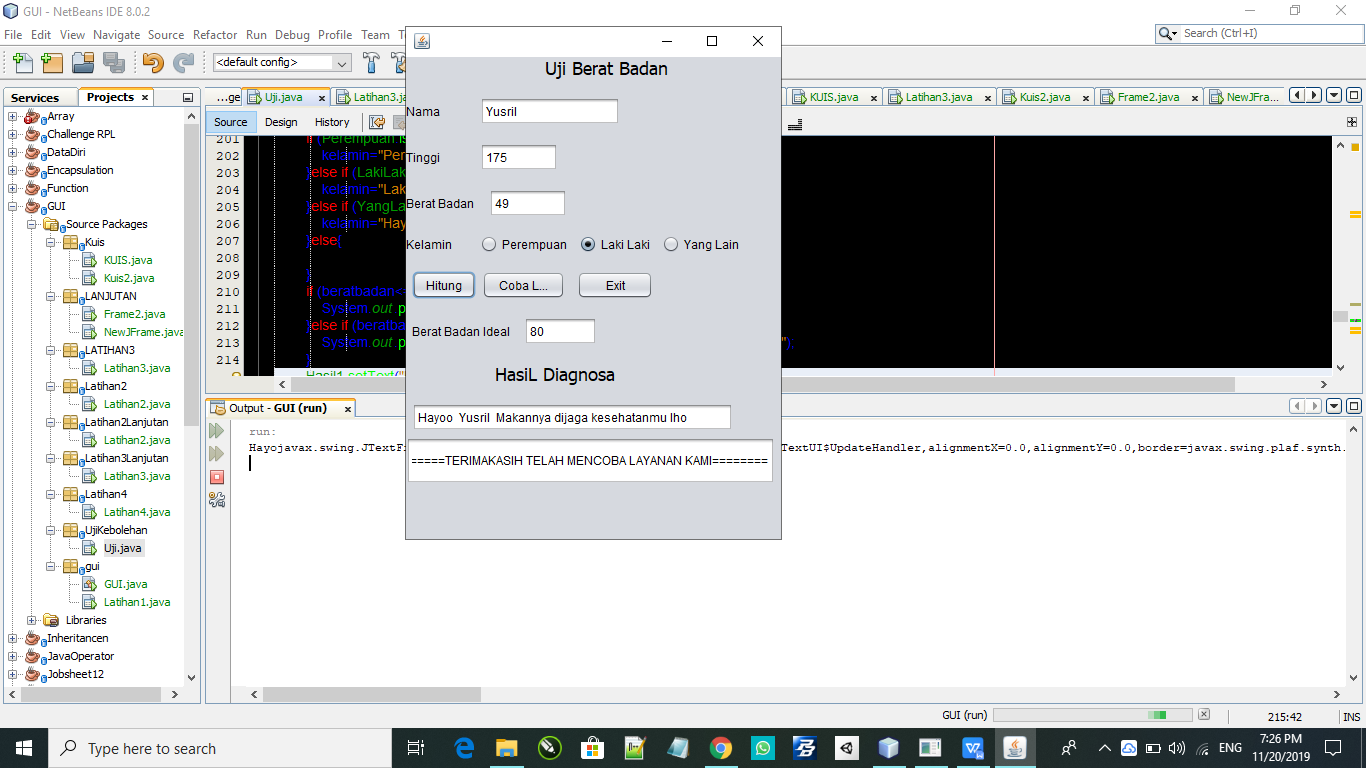 GUI - NetBeans IDE 8.0.2
File Edit View Navigate Source Refactor Run Debug Profile Team
Search (Ctrl+I)
<default config>
Services Projects
...ge Uji.java Latihan3.j KUIS.java Latihan3.java Kuis2.java Frame2.java NewJFra...
Source Design History
Array
Challenge RPL
DataDiri
Encapsulation
Function
GUI
Source Packages
Kuis
KUIS.java
Kuis2.java
LANJUTAN
Frame2.java
NewJFrame.java
LATIHAN3
Latihan3.java
Latihan2
Latihan2.java
Latihan2Lanjutan
Latihan2.java
Latihan3Lanjutan
Latihan3.java
Latihan4
Latihan4.java
UjiKebolehan
Uji.java
gui
GUI.java
Latihan1.java
Libraries
Inheritancen
JavaOperator
Jobsheet12
201 if (Perempuan.is
202 kelamin="Per
203 }else if (LakiLak
204 kelamin="Lak
205 }else if (YangLa
206 kelamin="Hay
207 }else{
208
209 }
210 if (beratbadan<=
211 System.out.p
212 }else if (beratba
213 System.out.p ");
214 }
Hasil1.setText("
Uji Berat Badan
Nama Yusril
Tinggi 175
Berat Badan 49
Kelamin Perempuan Laki Laki Yang Lain
Hitung Coba L... Exit
Berat Badan Ideal 80
HasiL Diagnosa
Hayoo Yusril Makannya dijaga kesehatanmu lho
=====TERIMAKASIH TELAH MENCOBA LAYANAN KAMI========
Output - GUI (run)
run:
Hayojavax.swing.JTextFi TextUI$UpdateHandler,alignmentX=0.0,alignmentY=0.0,border=javax.swing.plaf.synth.
GUI (run) 215:42 INS
Type here to search
ENG
7:26 PM
11/20/2019